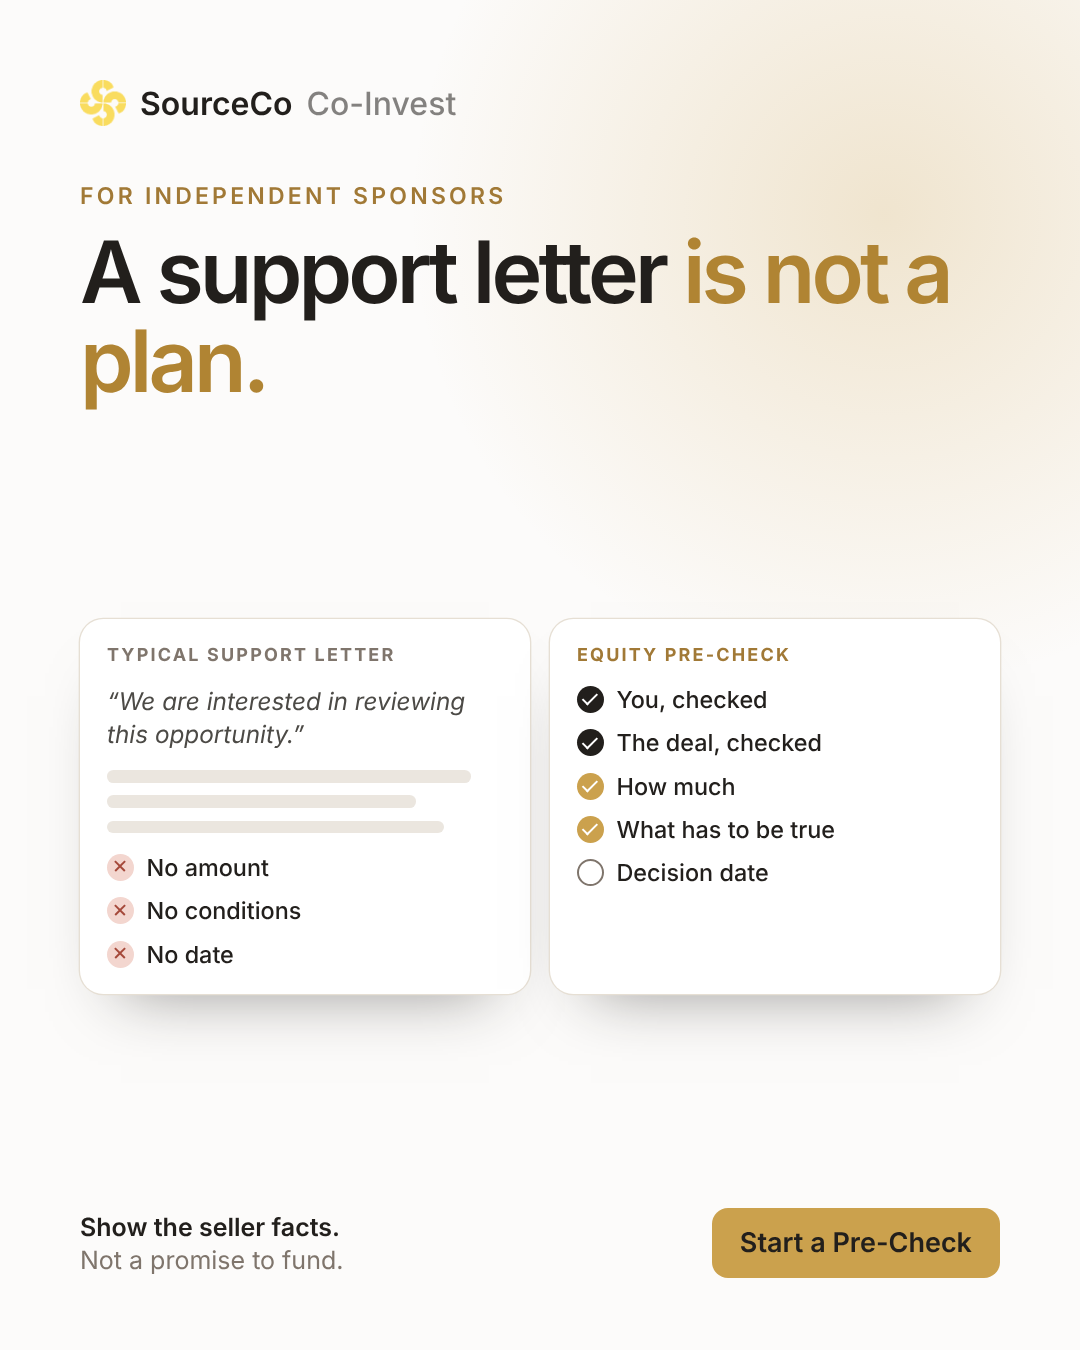 SourceCo Co-Invest
FOR INDEPENDENT SPONSORS
A support letter is not a
plan.
TYPICAL SUPPORT LETTER
“We are interested in reviewing
this opportunity.”
No amount
No conditions
No date
EQUITY PRE-CHECK
You, checked
The deal, checked
How much
What has to be true
Decision date
Show the seller facts.
Not a promise to fund.
Start a Pre-Check